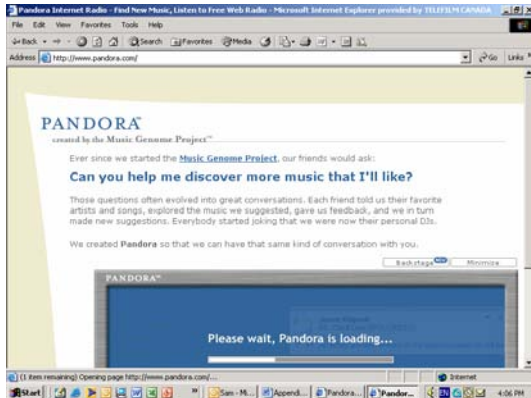 Pandora Internet Radio - Find New Music, Listen to Free Web Radio - Microsoft Internet Explorer provided by TELEFILM CANADA
File Edit View Favorites Tools Help
Back Search Favorites Media
Address http://www.pandora.com/ Go Links
PANDORA™
created by the Music Genome Project™
Ever since we started the Music Genome Project, our friends would ask:
Can you help me discover more music that I'll like?
Those questions often evolved into great conversations. Each friend told us their favorite
artists and songs, explored the music we suggested, gave us feedback, and we in turn
made new suggestions. Everybody started joking that we were now their personal DJs.
We created Pandora so that we can have that same kind of conversation with you.
Backstage Minimize
PANDORA™
Please wait, Pandora is loading...
(1 item remaining) Opening page http://www.pandora.com/... Internet
Start Sam - Mi... Append... Pandora... Pandor... EN 4:06 PM